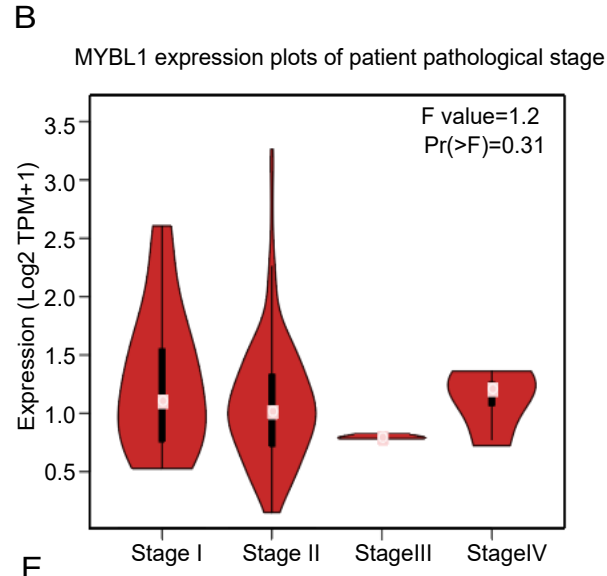 B
MYBL1 expression plots of patient pathological stage
F value=1.2
Pr(>F)=0.31
Expression (Log2 TPM+1)
3.5
3.0
2.5
2.0
1.5
1.0
0.5
Stage I
Stage II
StageIII
StageIV